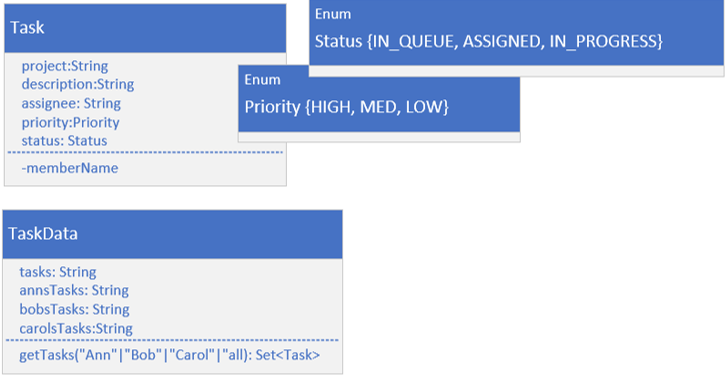 Task
project:String
description:String
assignee: String
priority:Priority
status: Status
-memberName
Enum
Status {IN_QUEUE, ASSIGNED, IN_PROGRESS}
Enum
Priority {HIGH, MED, LOW}
TaskData
tasks: String
annsTasks: String
bobsTasks: String
carolsTasks:String
getTasks("Ann"|"Bob"|"Carol"|"all): Set<Task>